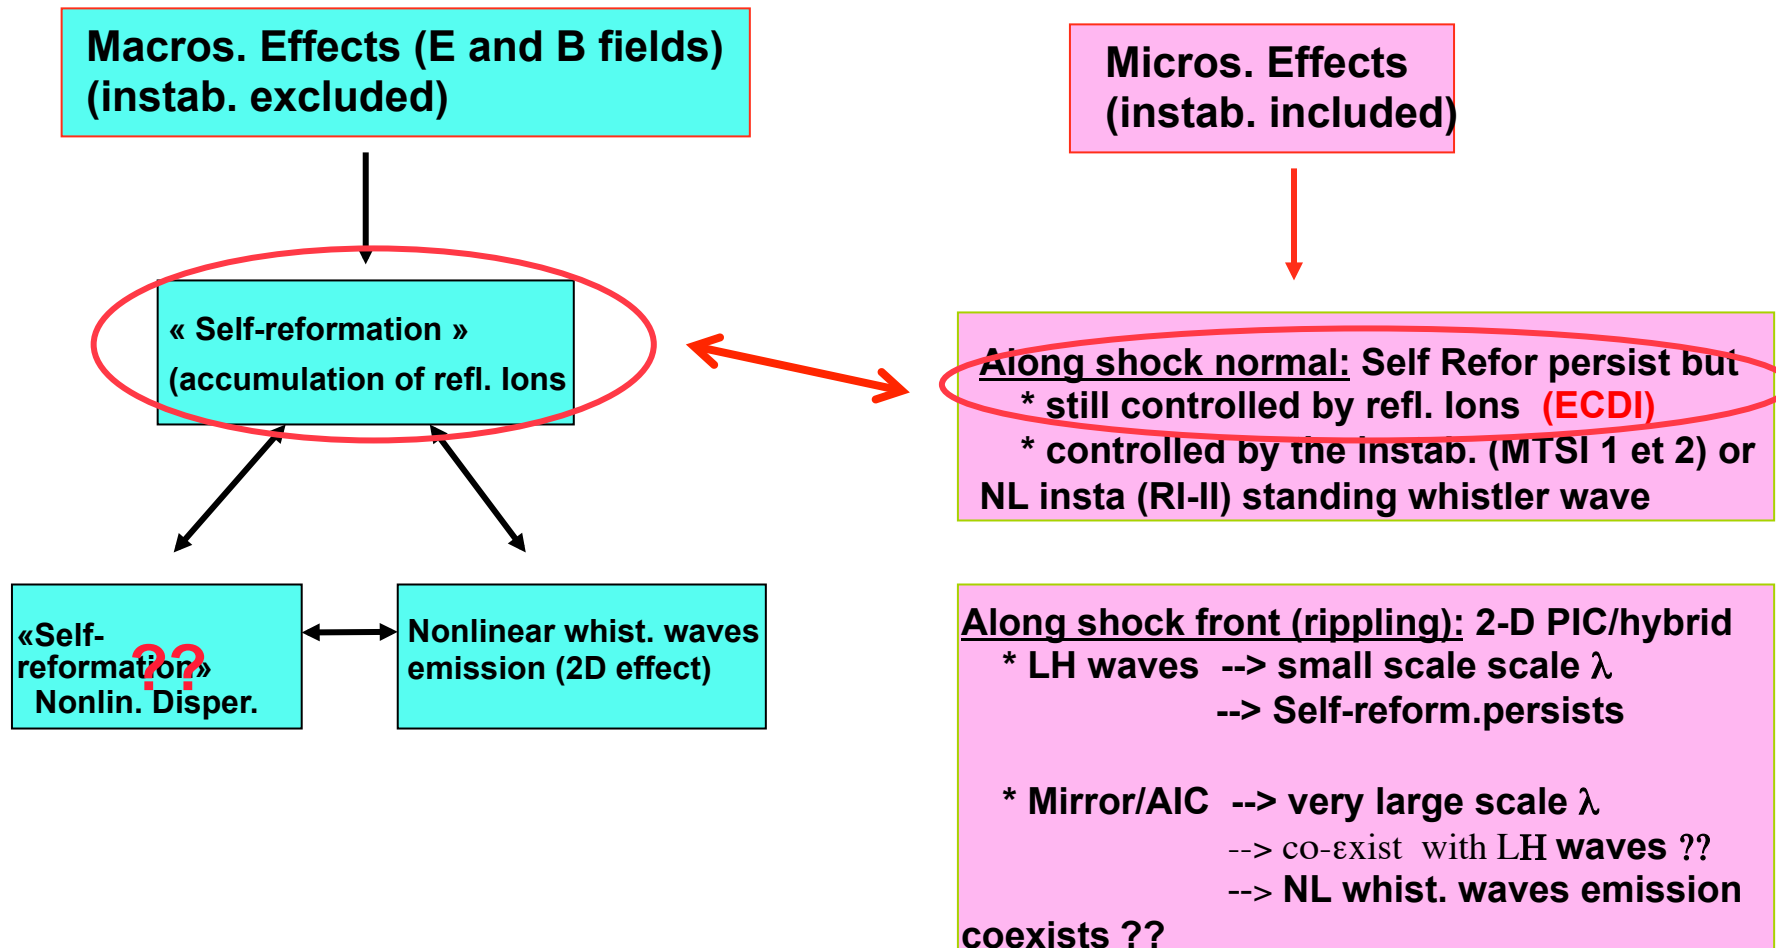 Macros. Effects (E and B fields)
(instab. excluded)
Micros. Effects
(instab. included)
« Self-reformation »
(accumulation of refl. Ions
Along shock normal: Self Refor persist but
* still controlled by refl. Ions (ECDI)
* controlled by the instab. (MTSI 1 et 2) or
NL insta (RI-II) standing whistler wave
«Self-
reformation»
Nonlin. Disper.
??
Nonlinear whist. waves
emission (2D effect)
Along shock front (rippling): 2-D PIC/hybrid
* LH waves --> small scale scale λ
--> Self-reform.persists
* Mirror/AIC --> very large scale λ
--> co-εxist with LH waves ??
--> NL whist. waves emission
coexists ??